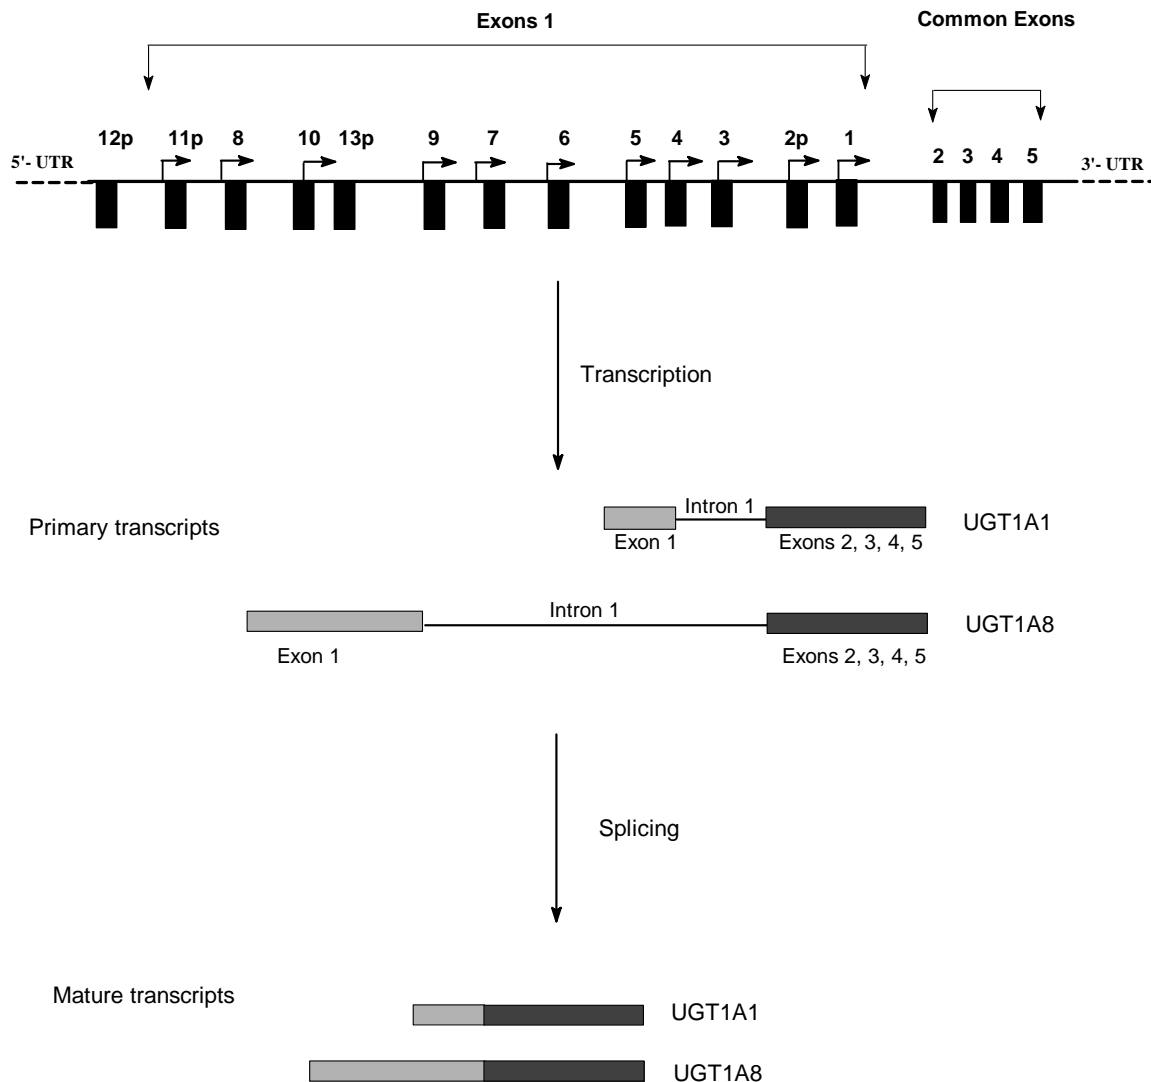 Exons 1
Common Exons
12p 11p 8 10 13p 9 7 6 5 4 3 2p 1 2 3 4 5
5'- UTR
3'- UTR
Transcription
Primary transcripts
Intron 1
UGT1A1
Exon 1
Exons 2, 3, 4, 5
Intron 1
UGT1A8
Exon 1
Exons 2, 3, 4, 5
Splicing
Mature transcripts
UGT1A1
UGT1A8